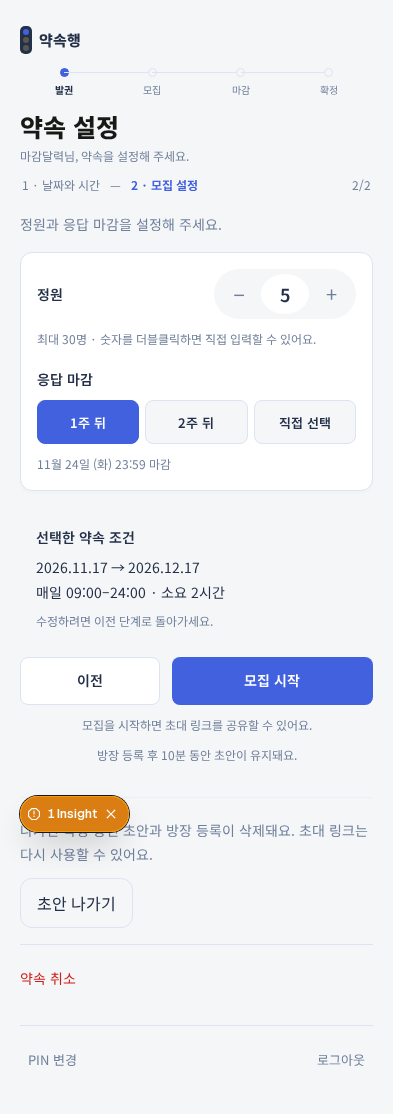 약속행
발권 모집 마감 확정
약속 설정
마감달력님, 약속을 설정해 주세요.
1 · 날짜와 시간 — 2 · 모집 설정 2/2
정원과 응답 마감을 설정해 주세요.
정원 − 5 +
최대 30명 · 숫자를 더블클릭하면 직접 입력할 수 있어요.
응답 마감
1주 뒤 2주 뒤 직접 선택
11월 24일 (화) 23:59 마감
선택한 약속 조건
2026.11.17 → 2026.12.17
매일 09:00–24:00 · 소요 2시간
수정하려면 이전 단계로 돌아가세요.
이전 모집 시작
모집을 시작하면 초대 링크를 공유할 수 있어요.
방장 등록 후 10분 동안 초안이 유지돼요.
1 Insight
초안과 방장 등록이 삭제돼요. 초대 링크는
다시 사용할 수 있어요.
초안 나가기
약속 취소
PIN 변경 로그아웃